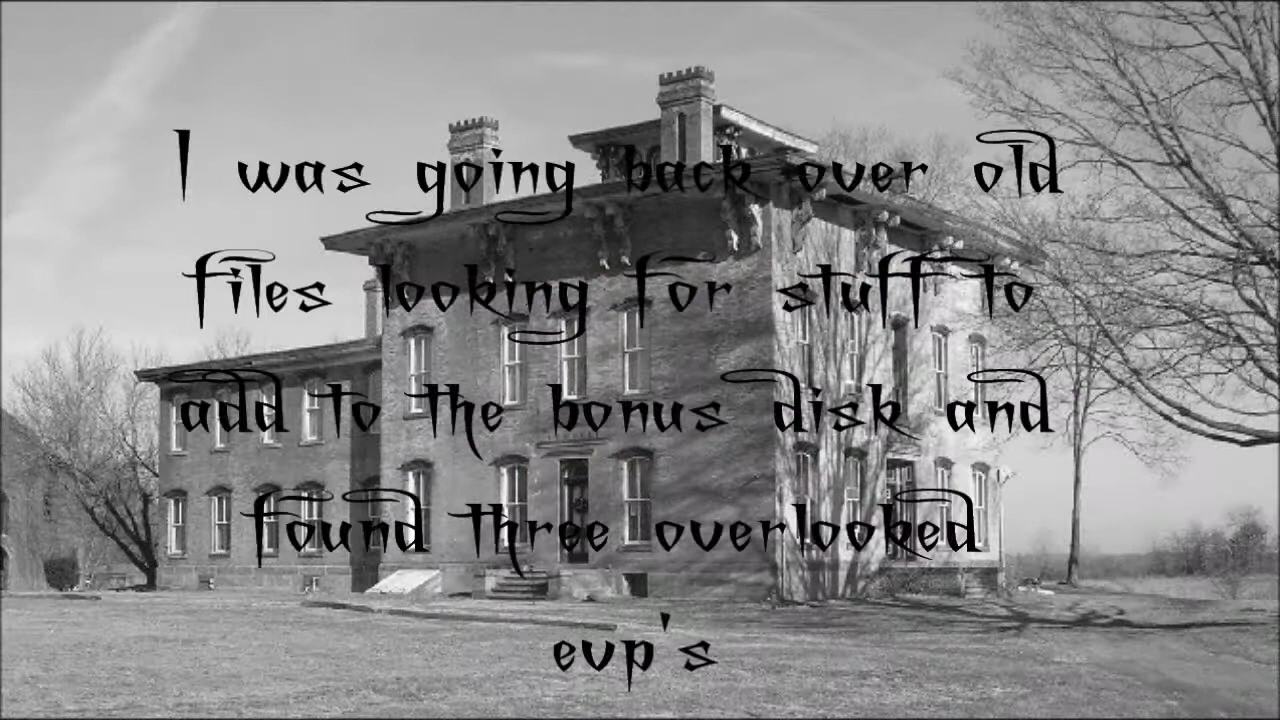 I was going back over old
files looking for stuff to
add to the bonus disk and
found three overlooked
evp's